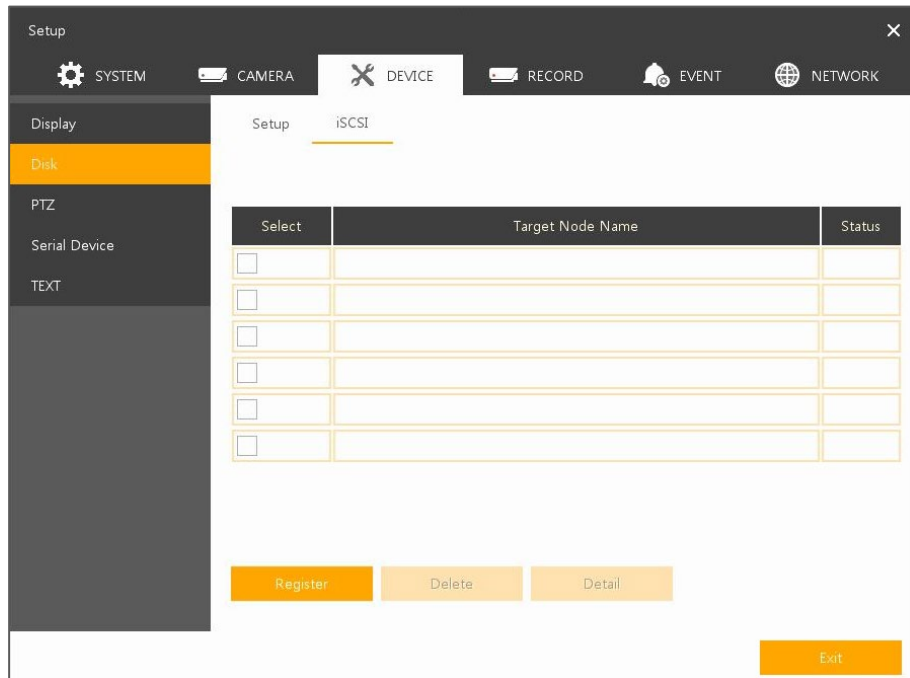 Setup
SYSTEM CAMERA DEVICE RECORD EVENT NETWORK
Display
Disk
PTZ
Serial Device
TEXT
Setup iSCSI
Select Target Node Name Status
Register Delete Detail
Exit